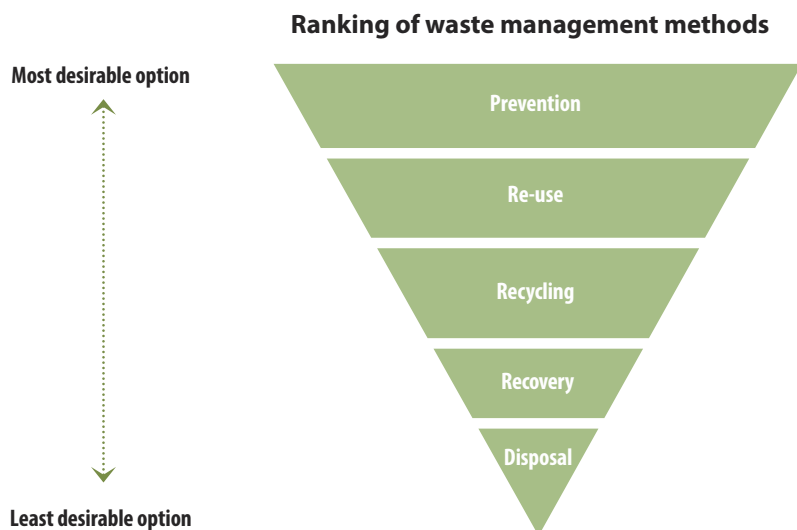 Ranking of waste management methods
Most desirable option
Prevention
Re-use
Recycling
Recovery
Disposal
Least desirable option